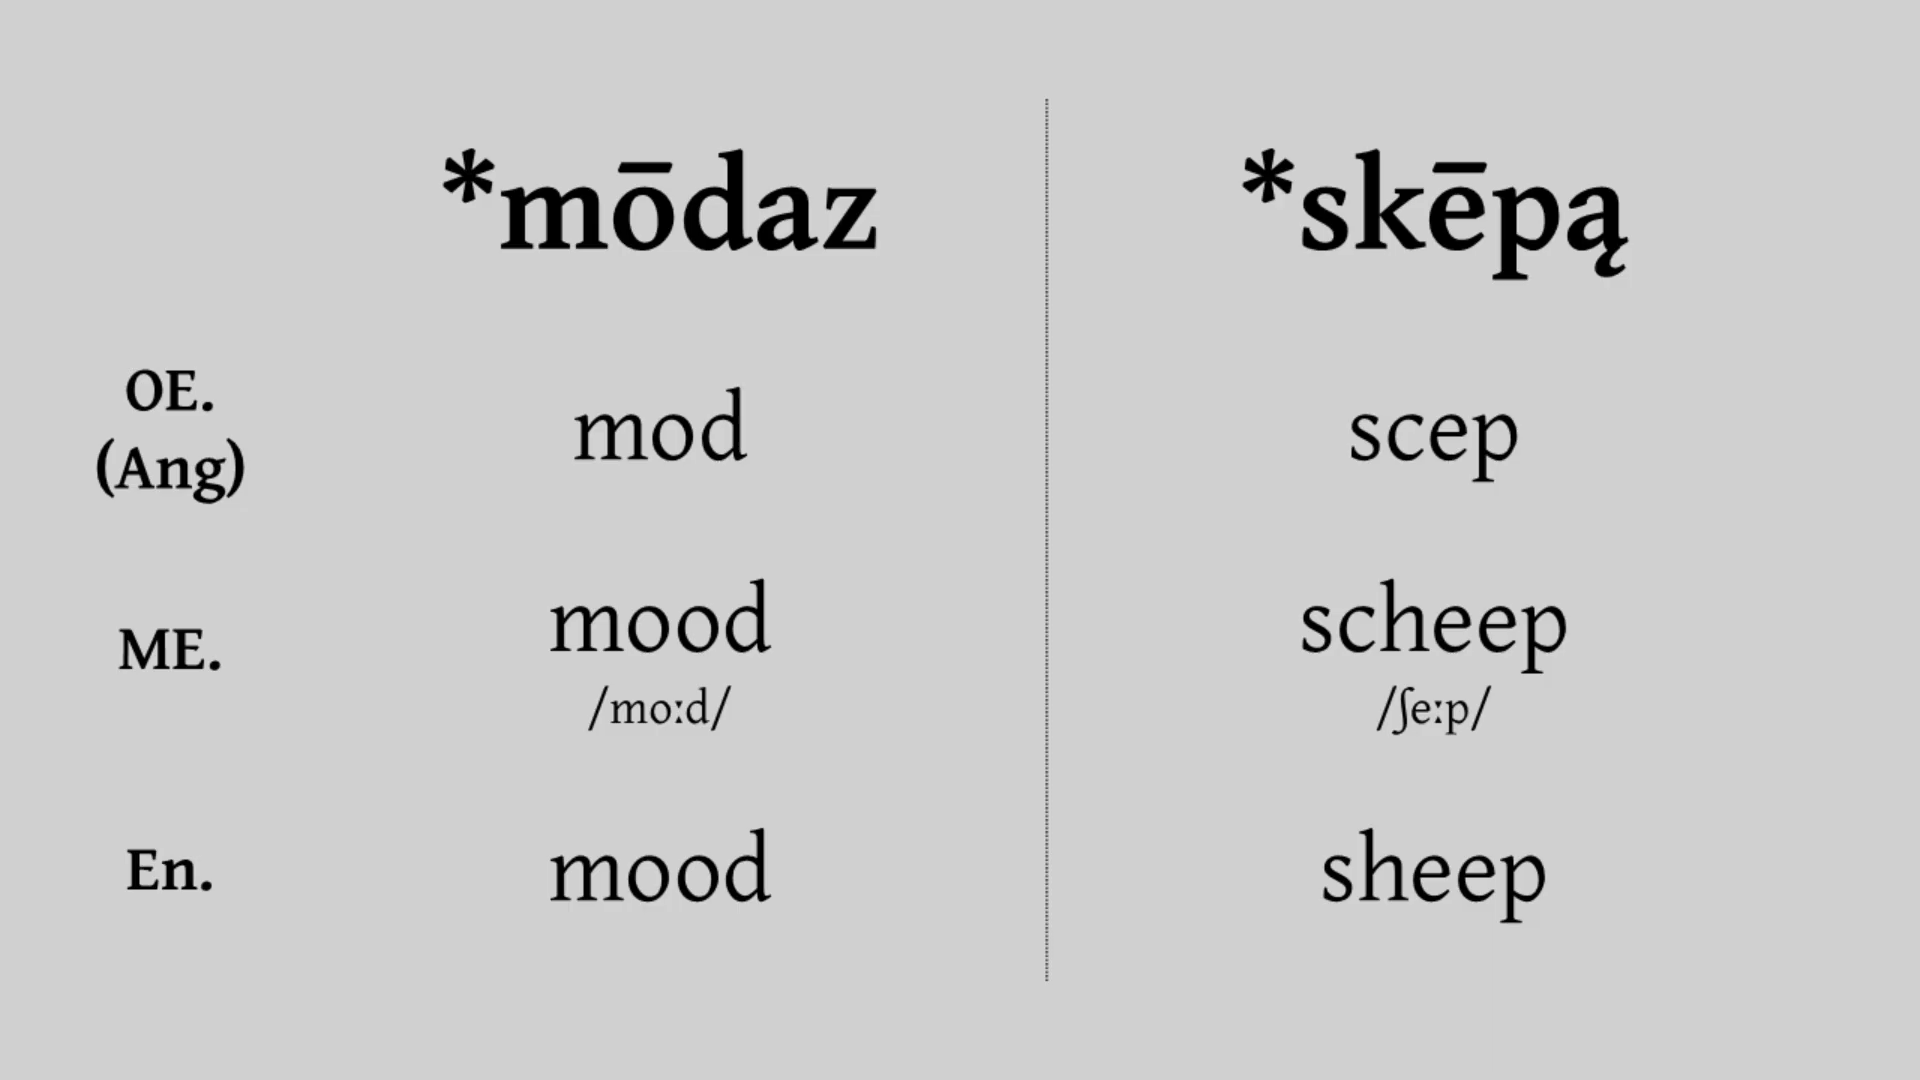 *mōdaz
*skēpą
OE.
(Ang)
mod
scep
ME.
mood
scheep
/moːd/
/ʃeːp/
En.
mood
sheep